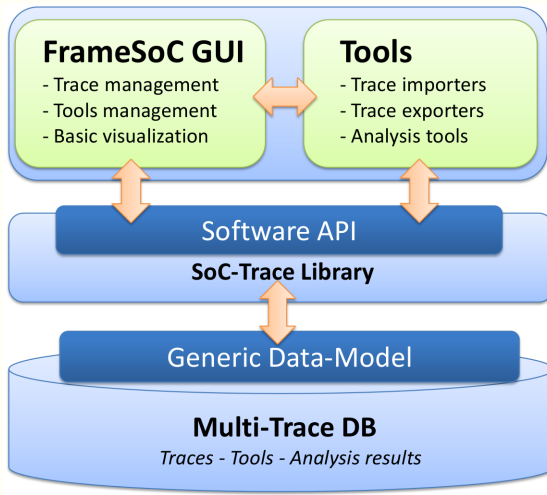 FrameSoC GUI
- Trace management
- Tools management
- Basic visualization
Tools
- Trace importers
- Trace exporters
- Analysis tools
Software API
SoC-Trace Library
Generic Data-Model
Multi-Trace DB
Traces - Tools - Analysis results